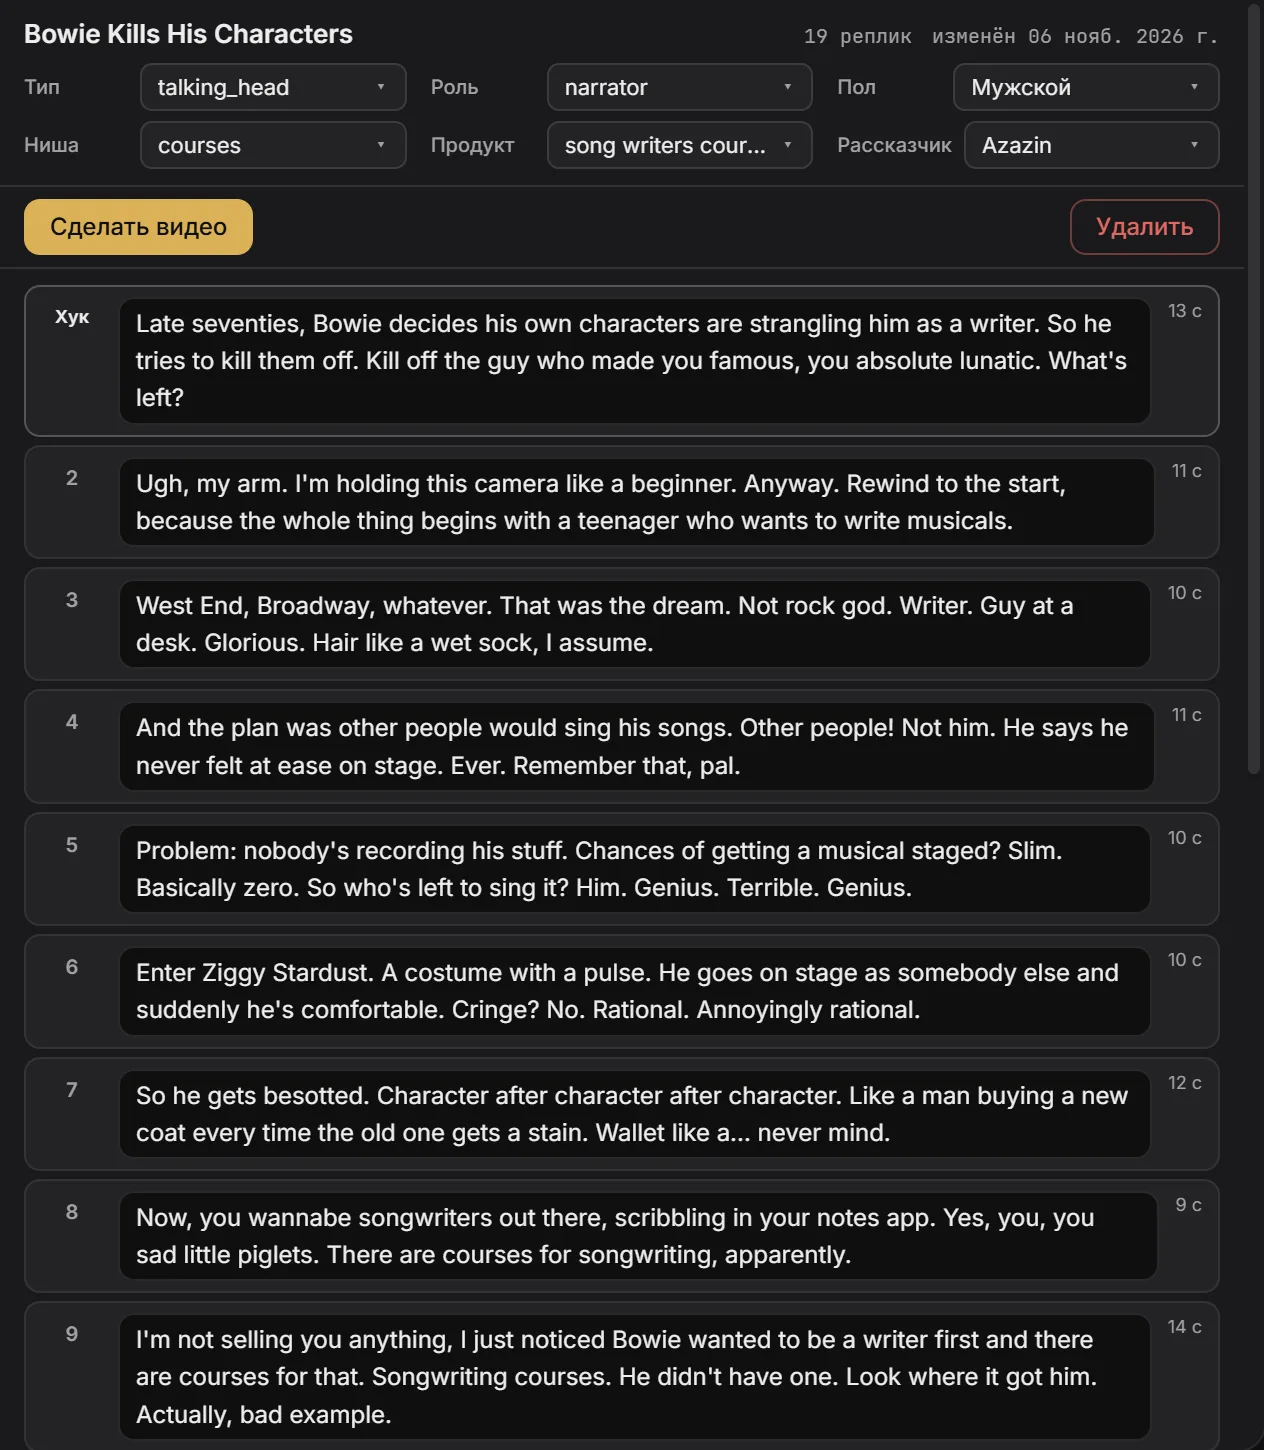 Bowie Kills His Characters
19 реплик изменён 06 нояб. 2026 г.
Тип talking_head Роль narrator Пол Мужской
Ниша courses Продукт song writers cour... Рассказчик Azazin
Сделать видео Удалить
Хук 13 с
Late seventies, Bowie decides his own characters are strangling him as a writer. So he
tries to kill them off. Kill off the guy who made you famous, you absolute lunatic. What's
left?
2 11 с
Ugh, my arm. I'm holding this camera like a beginner. Anyway. Rewind to the start,
because the whole thing begins with a teenager who wants to write musicals.
3 10 с
West End, Broadway, whatever. That was the dream. Not rock god. Writer. Guy at a
desk. Glorious. Hair like a wet sock, I assume.
4 11 с
And the plan was other people would sing his songs. Other people! Not him. He says he
never felt at ease on stage. Ever. Remember that, pal.
5 10 с
Problem: nobody's recording his stuff. Chances of getting a musical staged? Slim.
Basically zero. So who's left to sing it? Him. Genius. Terrible. Genius.
6 10 с
Enter Ziggy Stardust. A costume with a pulse. He goes on stage as somebody else and
suddenly he's comfortable. Cringe? No. Rational. Annoyingly rational.
7 12 с
So he gets besotted. Character after character after character. Like a man buying a new
coat every time the old one gets a stain. Wallet like a... never mind.
8 9 с
Now, you wannabe songwriters out there, scribbling in your notes app. Yes, you, you
sad little piglets. There are courses for songwriting, apparently.
9 14 с
I'm not selling you anything, I just noticed Bowie wanted to be a writer first and there
are courses for that. Songwriting courses. He didn't have one. Look where it got him.
Actually, bad example.